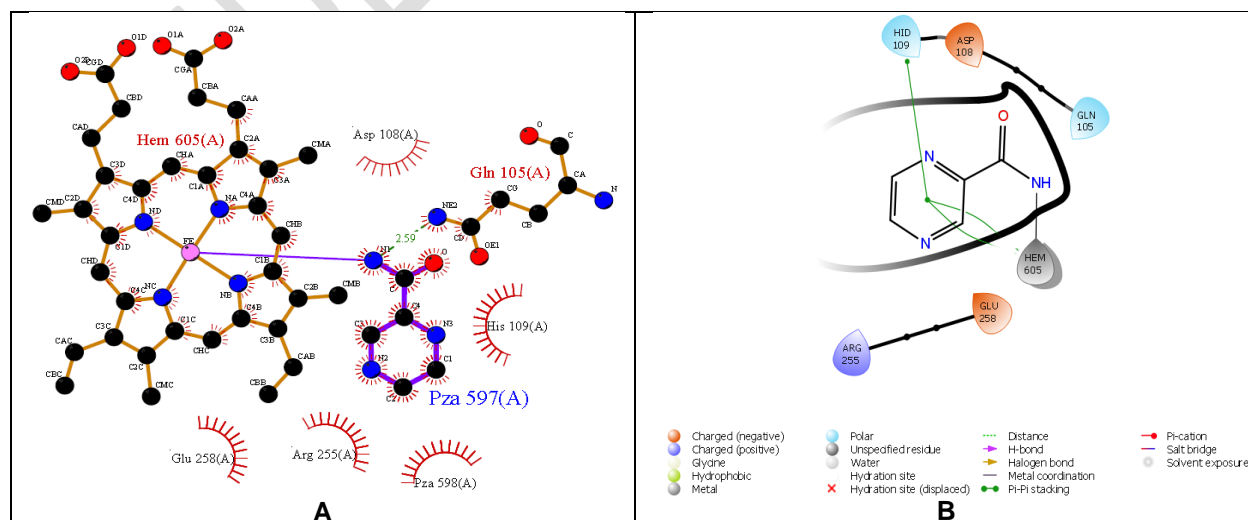 O1D
O2D
CGD
O1A
O2A
CGA
CBD
CBA
CAA
CAD
Hem 605(A)
C3D
CHA
C2A
CMA
C2D
C4D
C1A
C3A
CMD
ND
NA
C4A
C1D
FE
CHB
CHD
C1B
C4C
NC
NB
C2B
CMB
C3C
C1C
C4B
C3B
CAC
C2C
CHC
CBC
CMC
CAB
CBB
Asp 108(A)
Gln 105(A)
O
C
CA
N
CG
CB
NE2
CD
OE1
2.59
N1
O
C
C4
C3
N3
N2
C1
C2
His 109(A)
Pza 597(A)
Glu 258(A)
Arg 255(A)
Pza 598(A)
A
HID
109
ASP
108
GLN
105
O
N
NH
N
HEM
605
GLU
258
ARG
255
Charged (negative)
Charged (positive)
Glycine
Hydrophobic
Metal
Polar
Unspecified residue
Water
Hydration site
Hydration site (displaced)
Distance
H-bond
Halogen bond
Metal coordination
Pi-Pi stacking
Pi-cation
Salt bridge
Solvent exposure
B